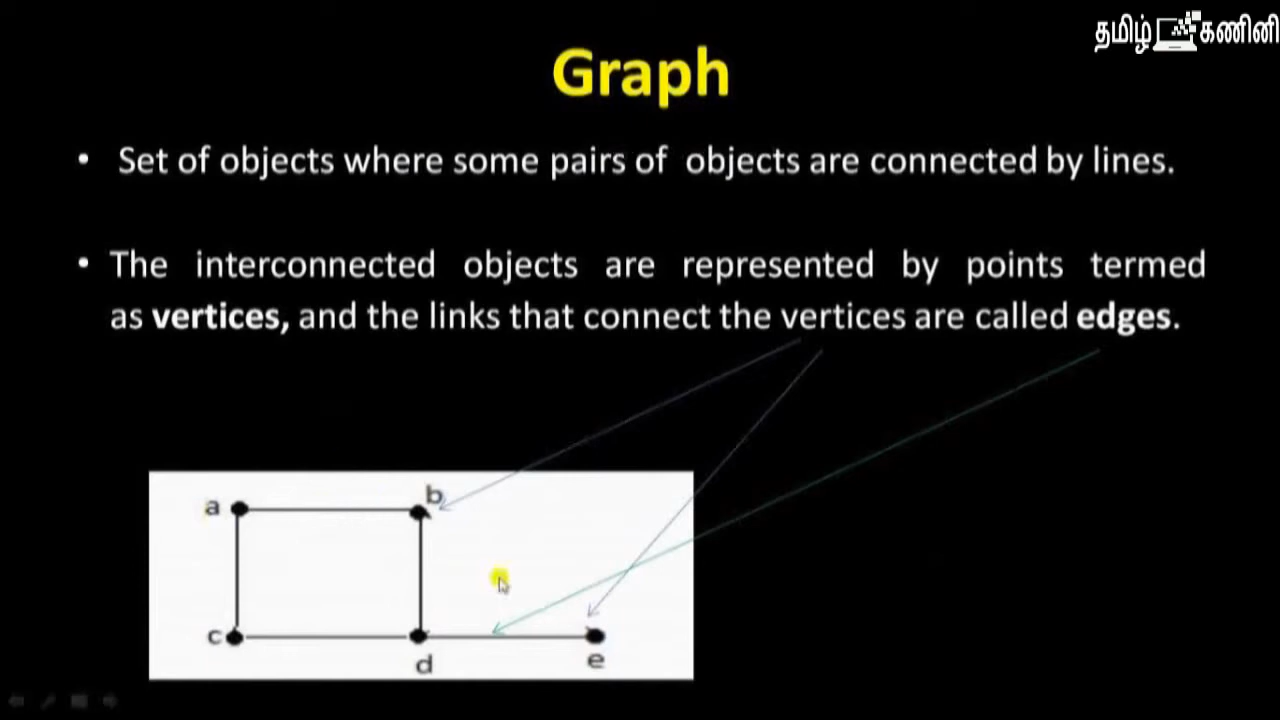 தமிழ் கணினி
Graph
• Set of objects where some pairs of objects are connected by lines.
• The interconnected objects are represented by points termed
as vertices, and the links that connect the vertices are called edges.
a
b
c
d
e